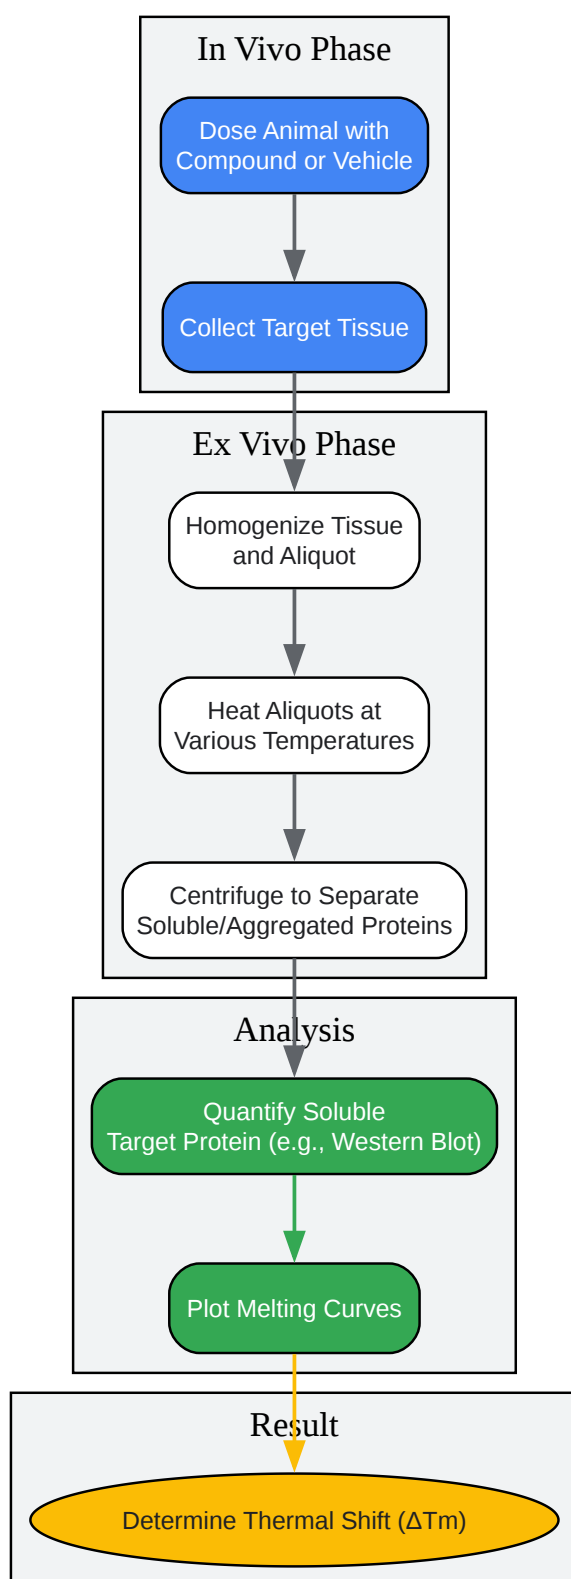 In Vivo Phase
Dose Animal with
Compound or Vehicle
Collect Target Tissue
Ex Vivo Phase
Homogenize Tissue
and Aliquot
Heat Aliquots at
Various Temperatures
Centrifuge to Separate
Soluble/Aggregated Proteins
Analysis
Quantify Soluble
Target Protein (e.g., Western Blot)
Plot Melting Curves
Result
Determine Thermal Shift (ΔTm)